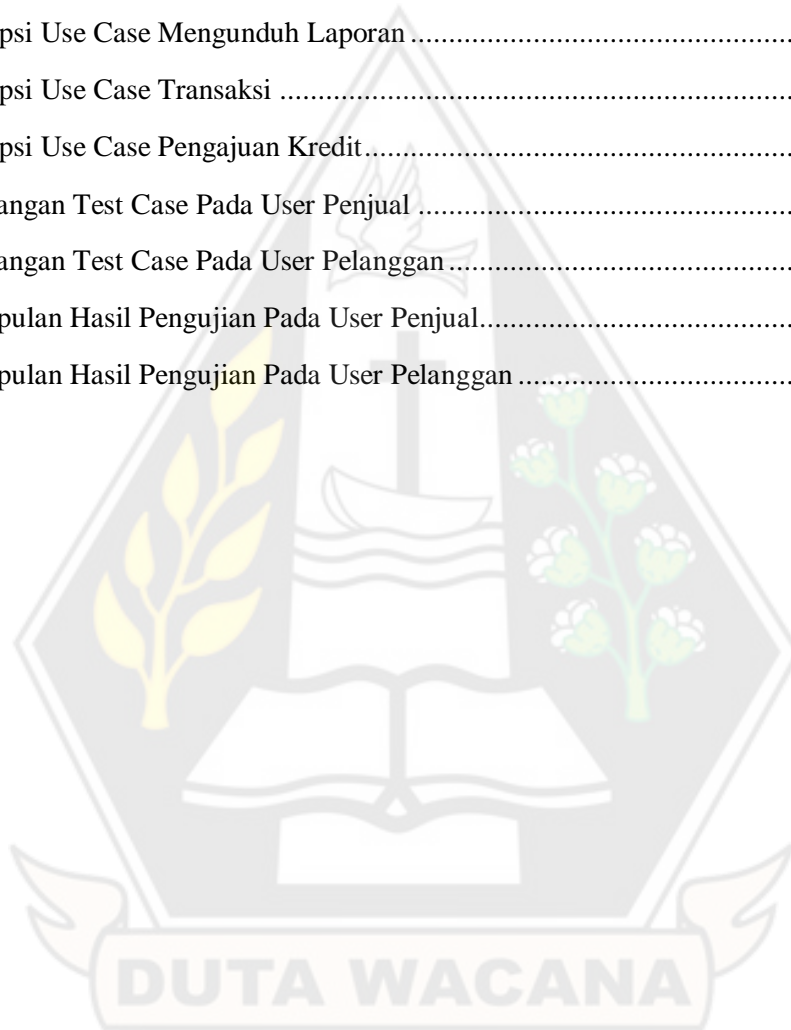 psi Use Case Mengunduh Laporan ................................................
psi Use Case Transaksi ................................................................
psi Use Case Pengajuan Kredit......................................................
angan Test Case Pada User Penjual ...............................................
angan Test Case Pada User Pelanggan ...........................................
pulan Hasil Pengujian Pada User Penjual.......................................
pulan Hasil Pengujian Pada User Pelanggan ..................................
DUTA WACANA